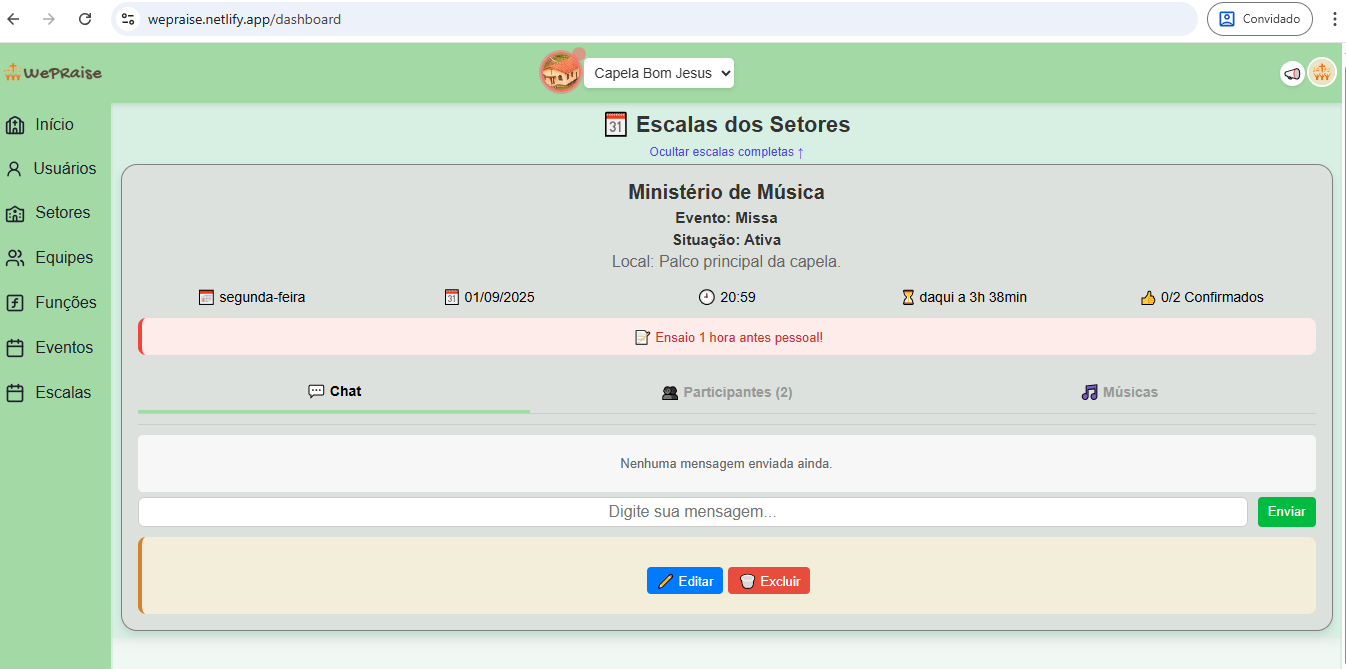 wepraise.netlify.app/dashboard
Convidado
WePRaise
Capela Bom Jesus
Início
Usuários
Setores
Equipes
Funções
Eventos
Escalas
31 Escalas dos Setores
Ocultar escalas completas ↑
Ministério de Música
Evento: Missa
Situação: Ativa
Local: Palco principal da capela.
segunda-feira
31 01/09/2025
20:59
daqui a 3h 38min
0/2 Confirmados
Ensaio 1 hora antes pessoal!
Chat
Participantes (2)
Músicas
Nenhuma mensagem enviada ainda.
Digite sua mensagem...
Enviar
Editar
Excluir